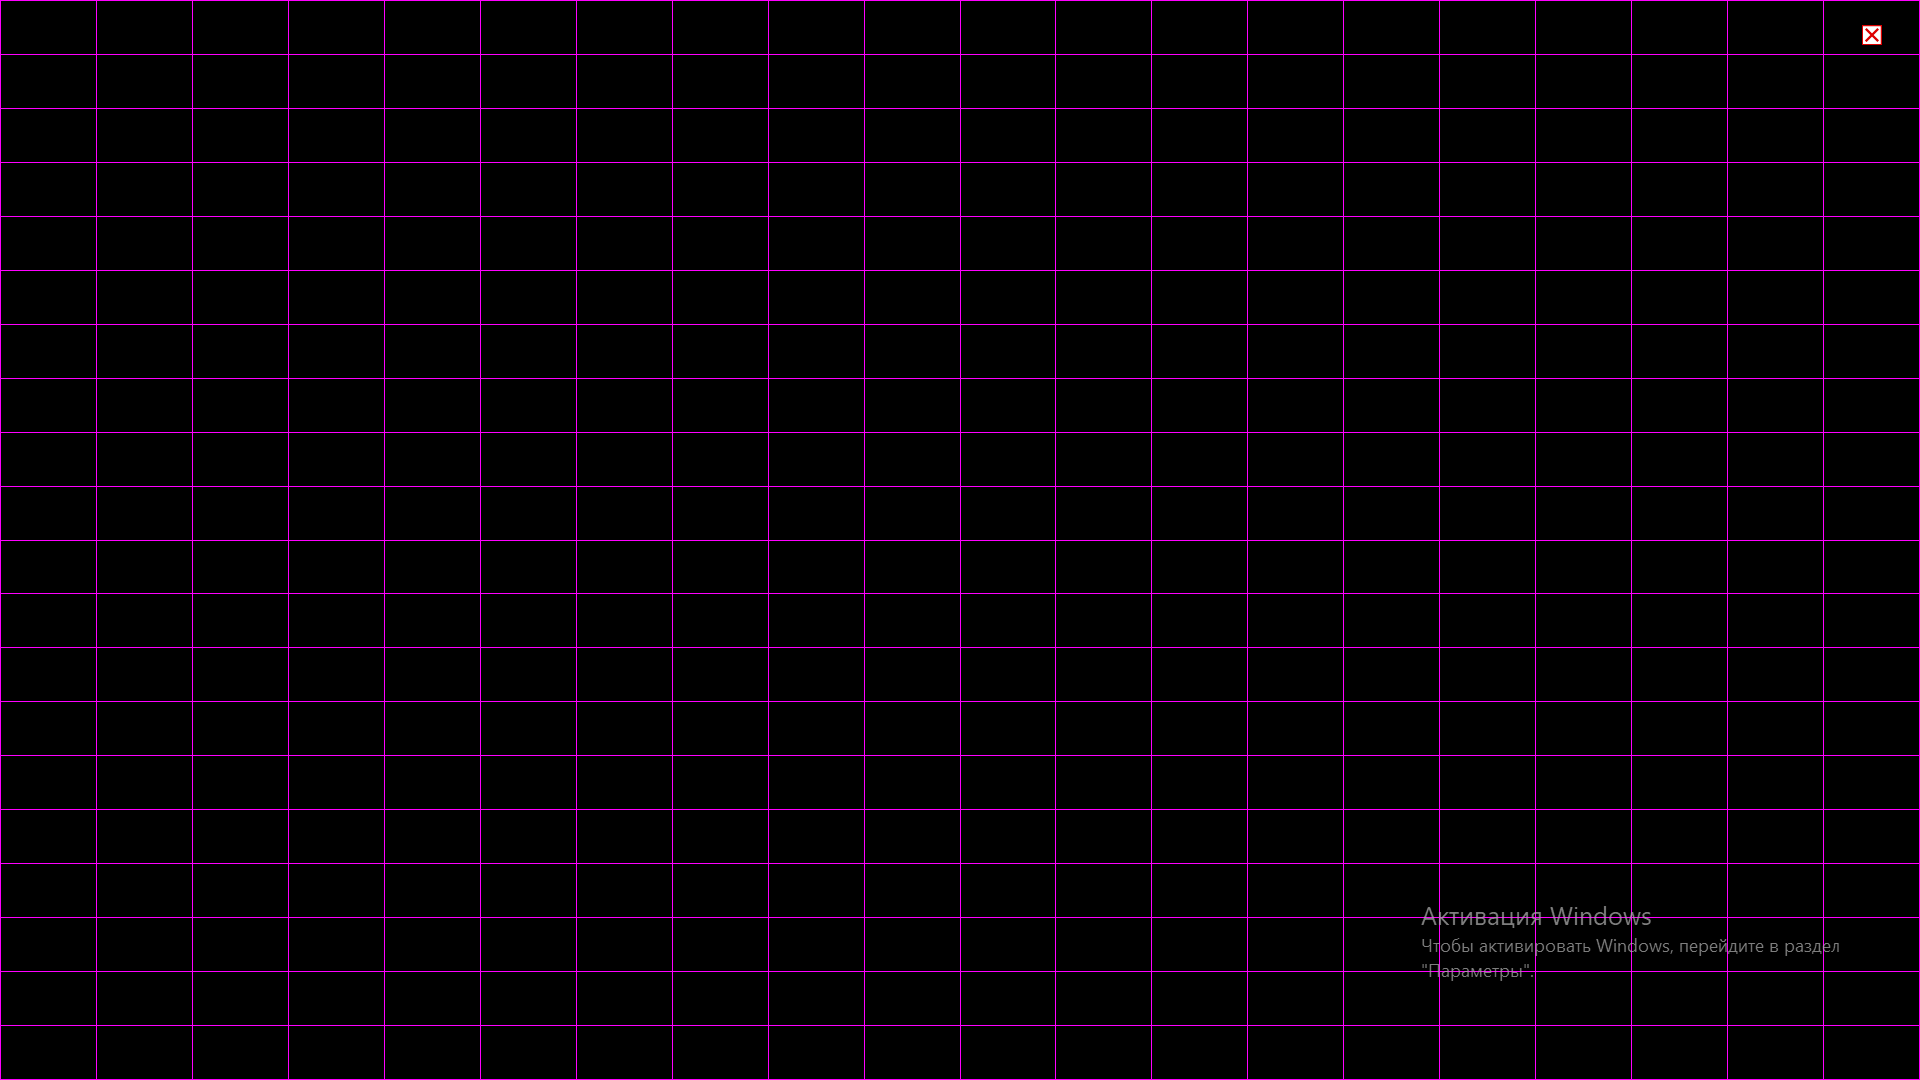 Активация Windows
Чтобы активировать Windows, перейдите в раздел
"Параметры".